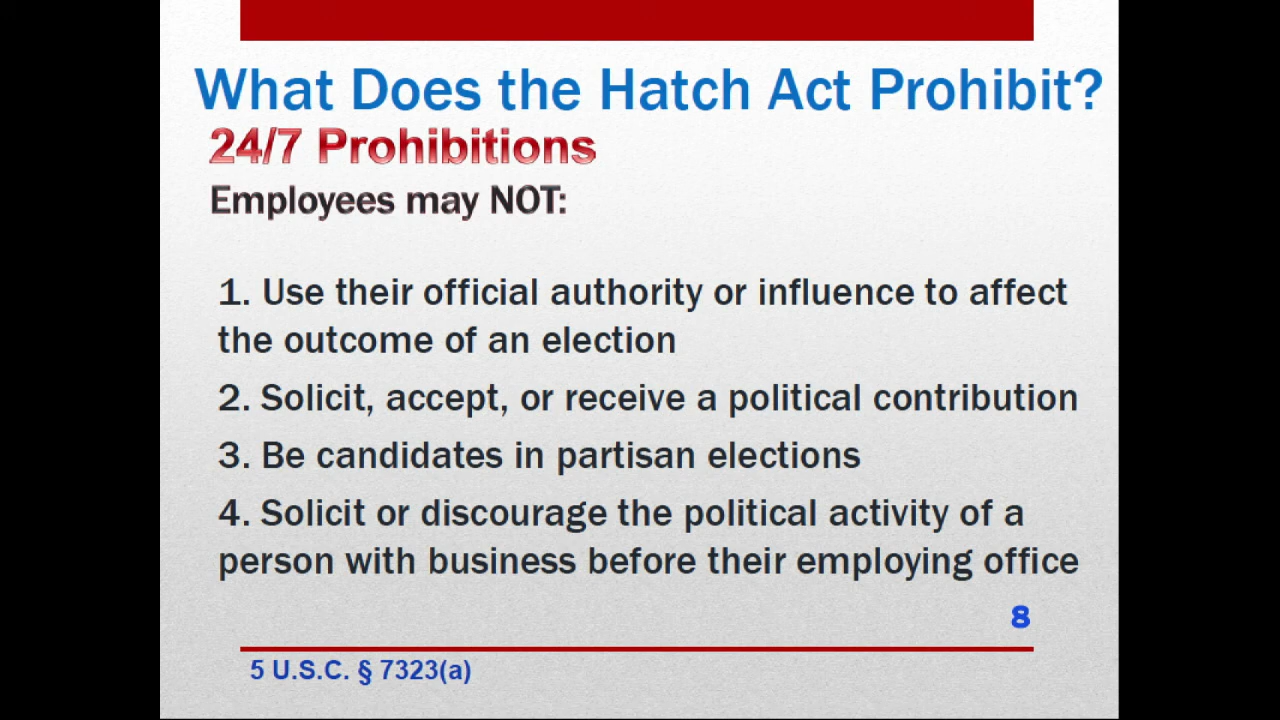 What Does the Hatch Act Prohibit?
24/7 Prohibitions
Employees may NOT:
1. Use their official authority or influence to affect
the outcome of an election
2. Solicit, accept, or receive a political contribution
3. Be candidates in partisan elections
4. Solicit or discourage the political activity of a
person with business before their employing office
8
5 U.S.C. § 7323(a)